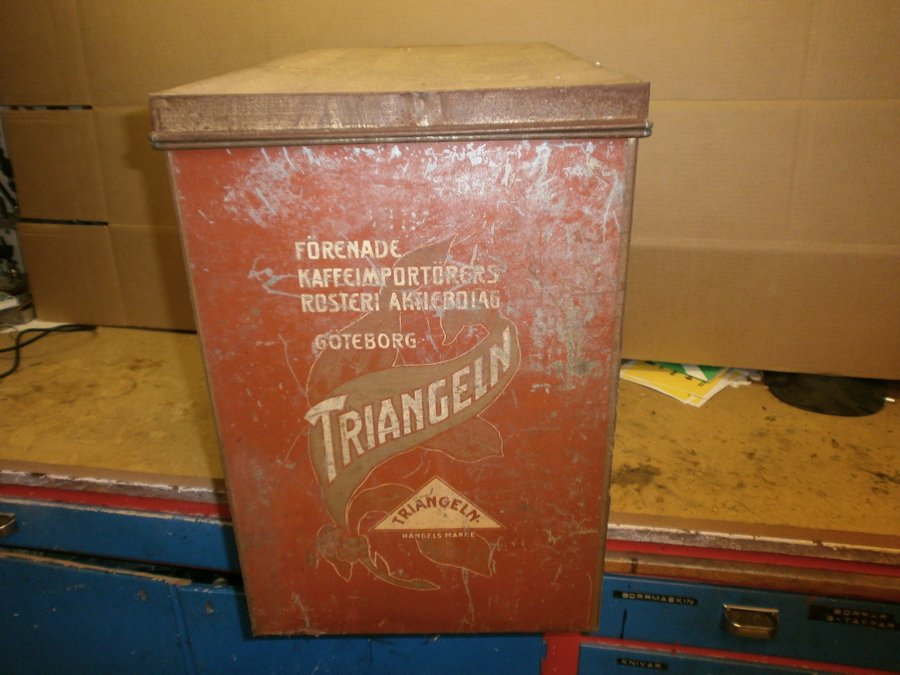 FÖRENADE
KAFFEIMPORTÖRERS
ROSTERI AKTIEBOLAG
GÖTEBORG
TRIANGELN
TRIANGELN
HANDELS MÄRKE
BORRMASKIN
KNIVAR